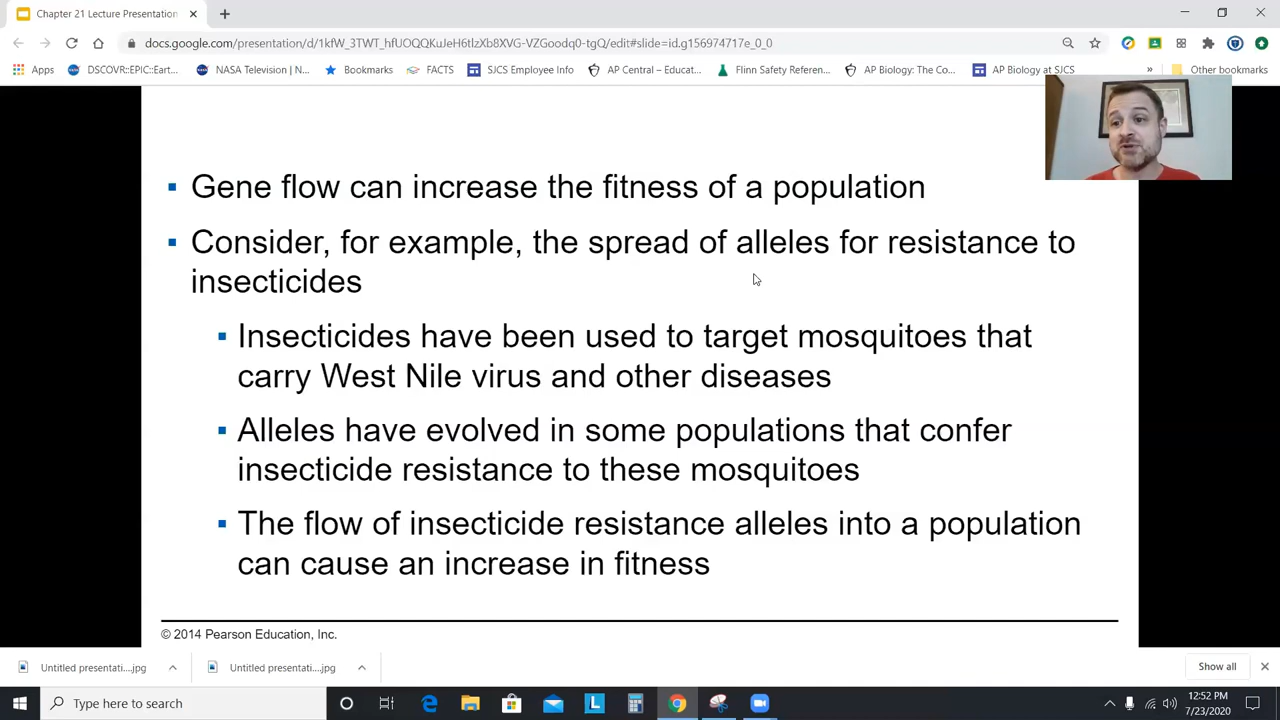 Chapter 21 Lecture Presentation
docs.google.com/presentation/d/1kfW_3TWT_hfUOQCKuJeH6tlzXb8XVG-VZGoodq0-tgQ/edit#slide=id.g156974717e_0_0
Apps DSCOVR::EPIC::Eart... NASA Television | N... Bookmarks FACTS SJCS Employee Info AP Central – Educat... Flinn Safety Referen... AP Biology: The Co... AP Biology at SJCS » Other bookmarks
▪ Gene flow can increase the fitness of a population
▪ Consider, for example, the spread of alleles for resistance to
insecticides
▪ Insecticides have been used to target mosquitoes that
carry West Nile virus and other diseases
▪ Alleles have evolved in some populations that confer
insecticide resistance to these mosquitoes
▪ The flow of insecticide resistance alleles into a population
can cause an increase in fitness
© 2014 Pearson Education, Inc.
Untitled presentati....jpg Untitled presentati....jpg Show all
Type here to search
12:52 PM
7/23/2020